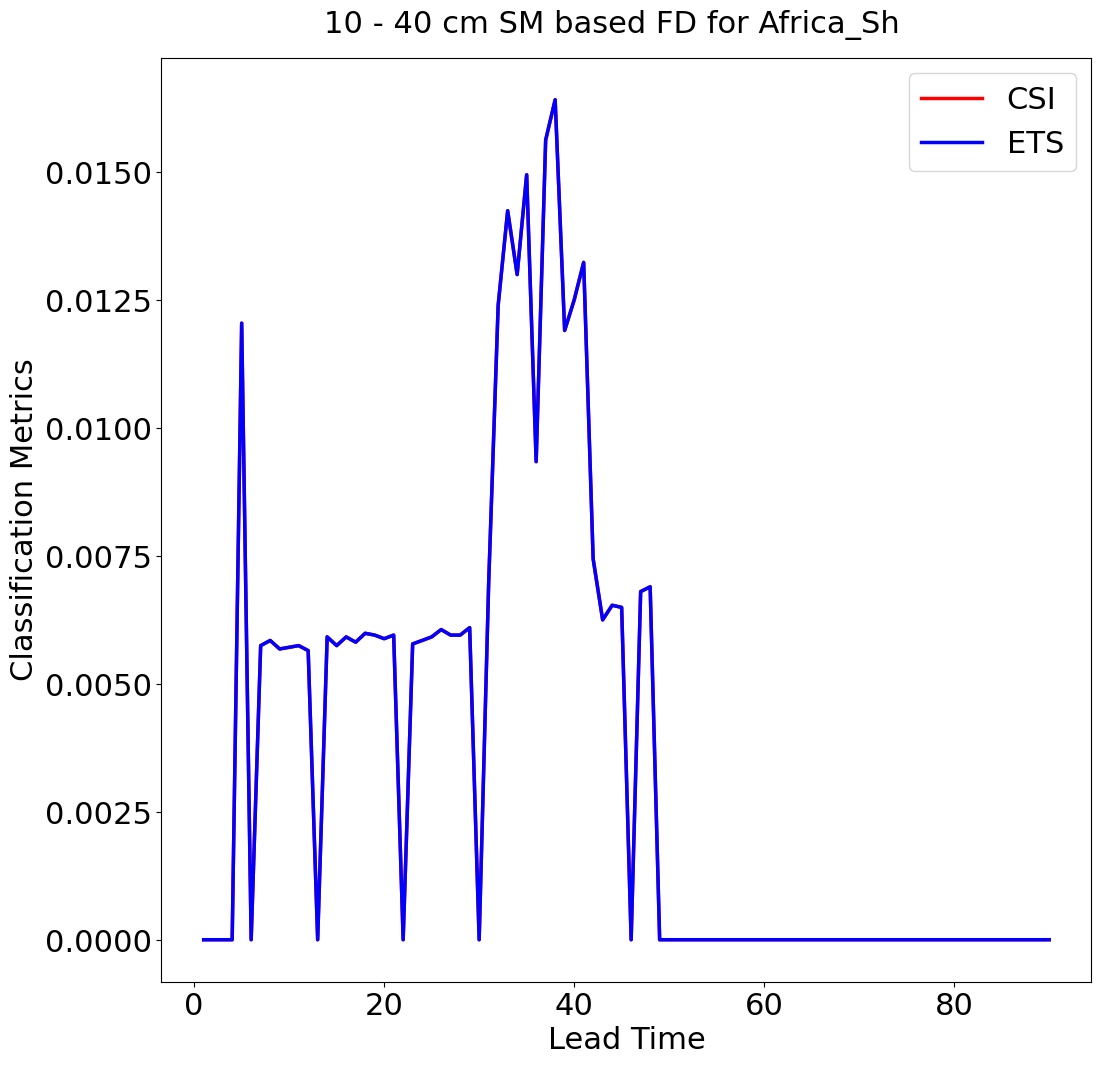 10 - 40 cm SM based FD for Africa_Sh
CSI
ETS
0.0150
0.0125
0.0100
0.0075
0.0050
0.0025
0.0000
Classification Metrics
0 20 40 60 80
Lead Time